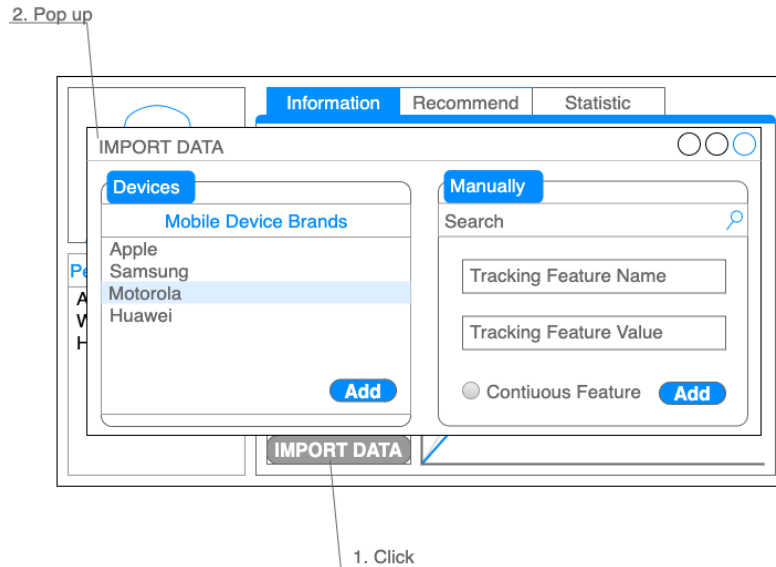 2. Pop up
Information
Recommend
Statistic
IMPORT DATA
Devices
Mobile Device Brands
Apple
Samsung
Motorola
Huawei
Add
Manually
Search
Tracking Feature Name
Tracking Feature Value
Contiuous Feature
Add
IMPORT DATA
1. Click